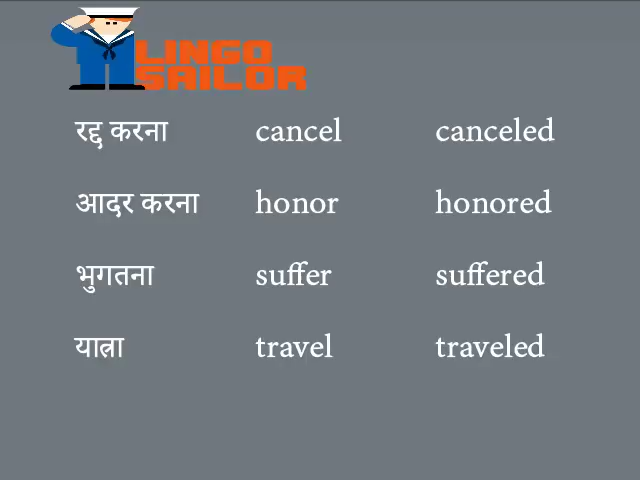 LINGO
SAILOR
रद्द करना cancel canceled
आदर करना honor honored
भुगतना suffer suffered
यात्रा travel traveled